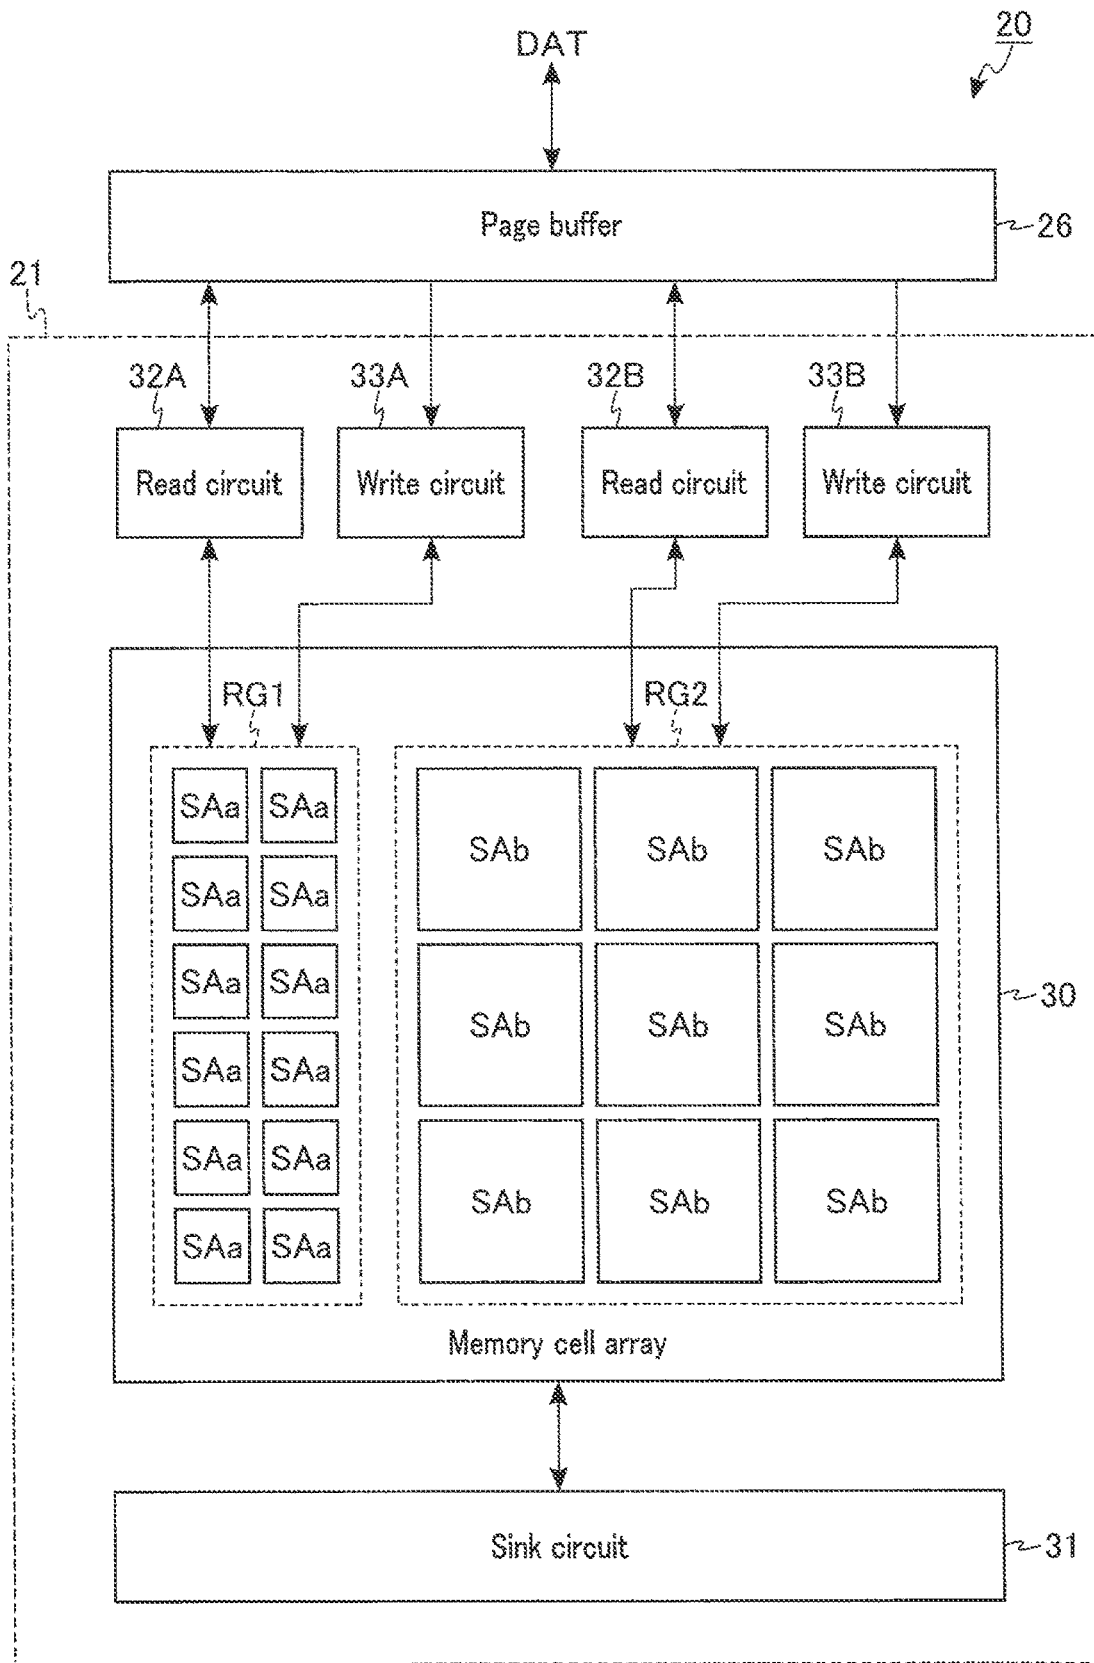 20
DAT
Page buffer
26
21
32A 33A 32B 33B
Read circuit Write circuit Read circuit Write circuit
RG1 RG2
SAa SAa
SAb SAb SAb
SAa SAa
SAa SAa
SAb SAb SAb
30
SAa SAa
SAa SAa
SAb SAb SAb
SAa SAa
Memory cell array
Sink circuit
31